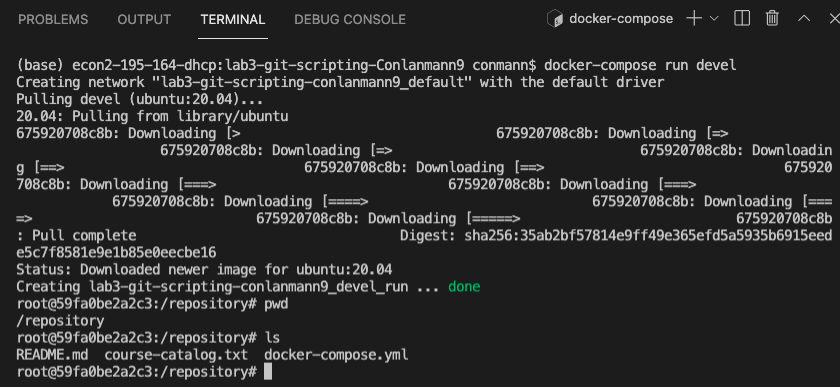 PROBLEMS OUTPUT TERMINAL DEBUG CONSOLE docker-compose
(base) econ2-195-164-dhcp:lab3-git-scripting-Conlanmann9 conmann$ docker-compose run devel
Creating network "lab3-git-scripting-conlanmann9_default" with the default driver
Pulling devel (ubuntu:20.04)...
20.04: Pulling from library/ubuntu
675920708c8b: Downloading [> 675920708c8b: Downloading [=>
675920708c8b: Downloading [=> 675920708c8b: Downloadin
g [==> 675920708c8b: Downloading [==> 675920
708c8b: Downloading [===> 675920708c8b: Downloading [===>
675920708c8b: Downloading [====> 675920708c8b: Downloading [===
=> 675920708c8b: Downloading [=====> 675920708c8b
: Pull complete Digest: sha256:35ab2bf57814e9ff49e365efd5a5935b6915eed
e5c7f8581e9e1b85e0eecbe16
Status: Downloaded newer image for ubuntu:20.04
Creating lab3-git-scripting-conlanmann9_devel_run ... done
root@59fa0be2a2c3:/repository# pwd
/repository
root@59fa0be2a2c3:/repository# ls
README.md course-catalog.txt docker-compose.yml
root@59fa0be2a2c3:/repository#